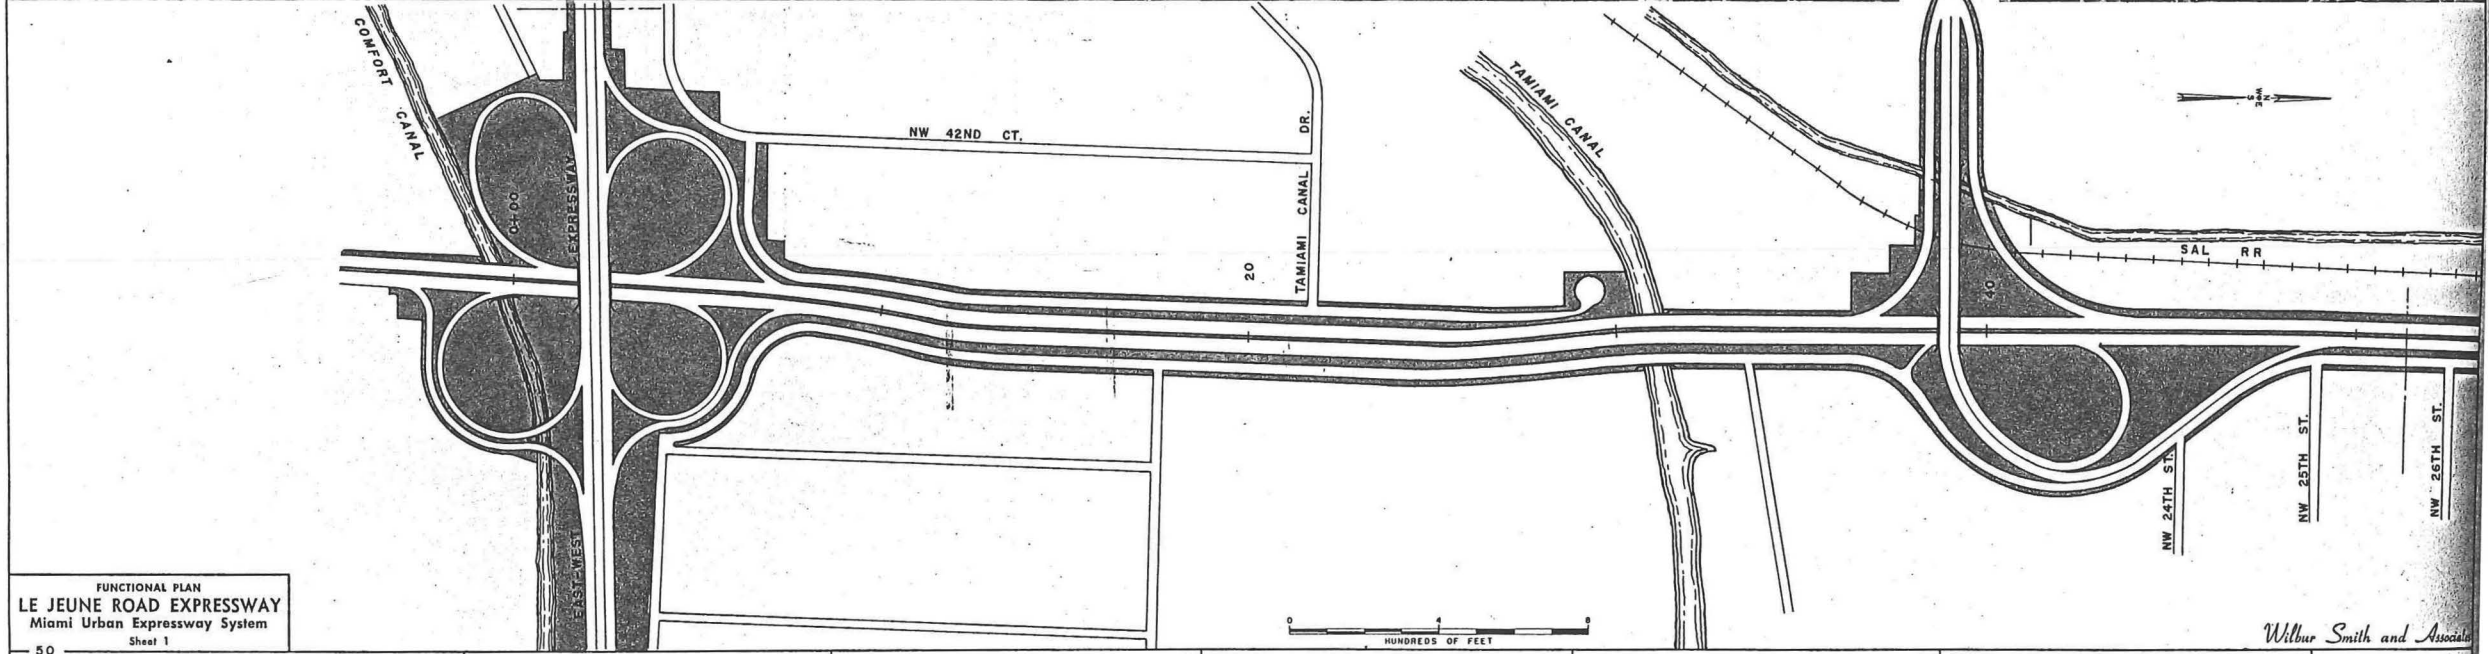 COMFORT CANAL
0+00
EXPRESSWAY
EAST-WEST
NW 42ND CT.
20
TAMIAMI CANAL DR.
TAMIAMI CANAL
N
W E
S
SAL RR
40
NW 24TH ST.
NW 25TH ST.
NW 26TH ST.
0 4 8
HUNDREDS OF FEET
FUNCTIONAL PLAN
LE JEUNE ROAD EXPRESSWAY
Miami Urban Expressway System
Sheet 1
50
Wilbur Smith and Associates